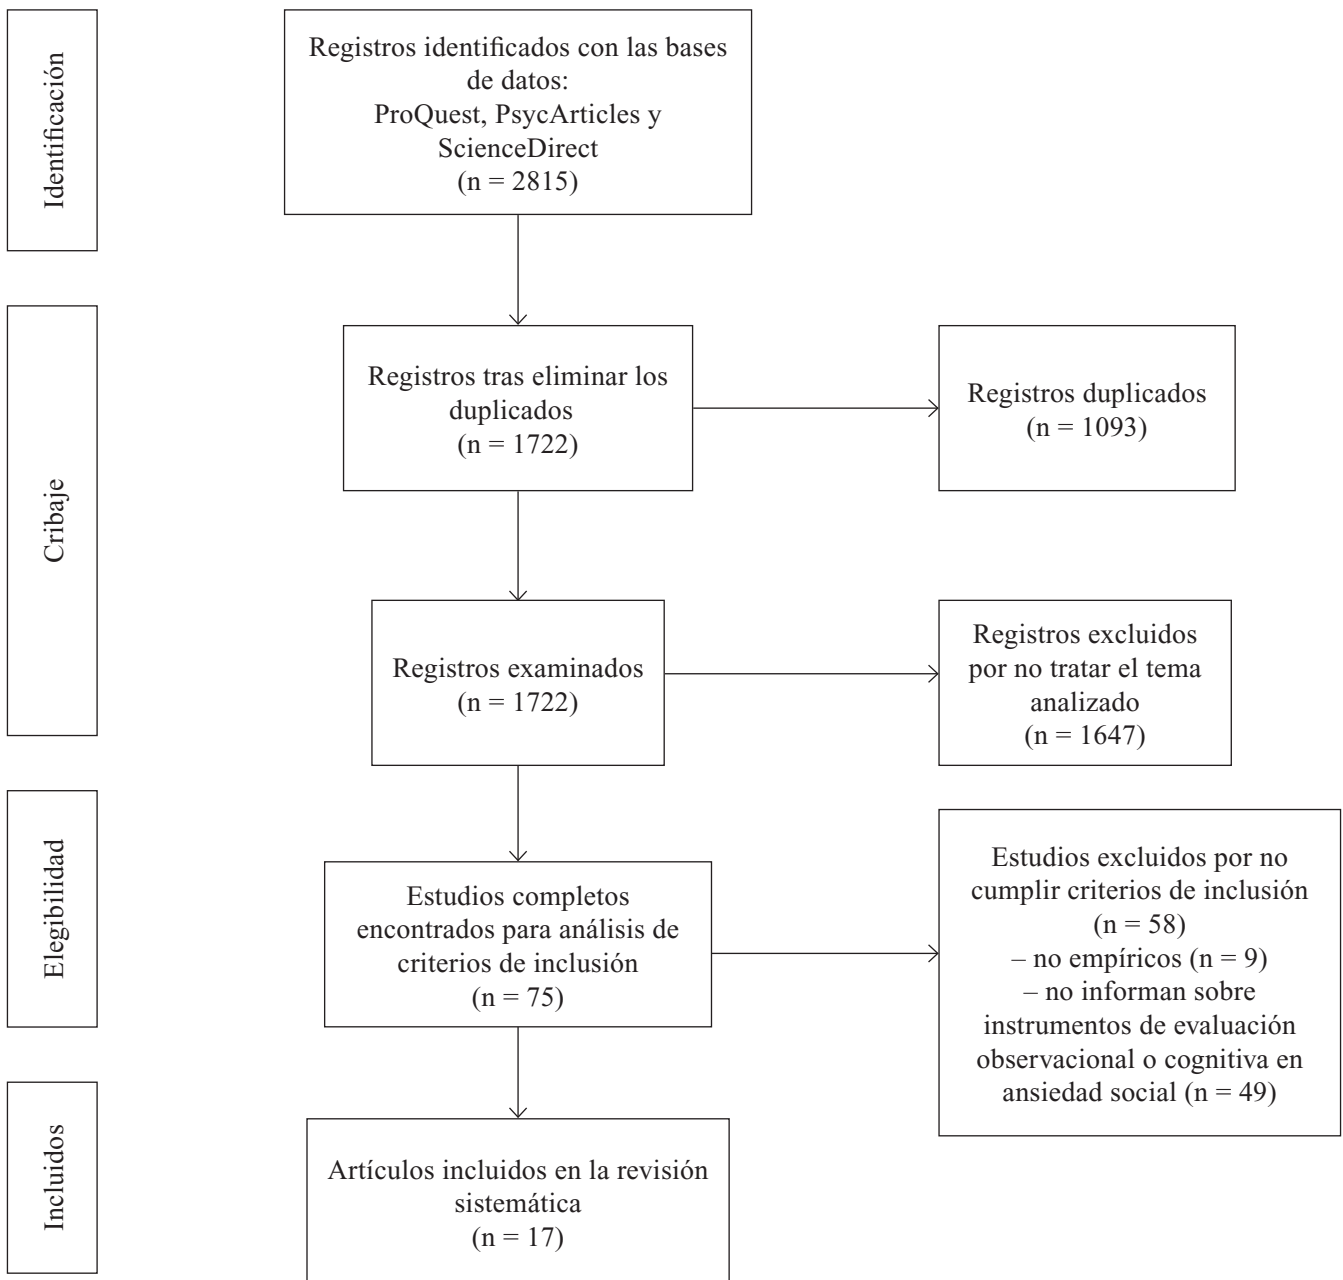 Identificación
Registros identificados con las bases
de datos:
ProQuest, PsycArticles y
ScienceDirect
(n = 2815)
Cribaje
Registros tras eliminar los
duplicados
(n = 1722)
Registros duplicados
(n = 1093)
Registros examinados
(n = 1722)
Registros excluidos
por no tratar el tema
analizado
(n = 1647)
Elegibilidad
Estudios completos
encontrados para análisis de
criterios de inclusión
(n = 75)
Estudios excluidos por no
cumplir criterios de inclusión
(n = 58)
– no empíricos (n = 9)
– no informan sobre
instrumentos de evaluación
observacional o cognitiva en
ansiedad social (n = 49)
Incluidos
Artículos incluidos en la revisión
sistemática
(n = 17)